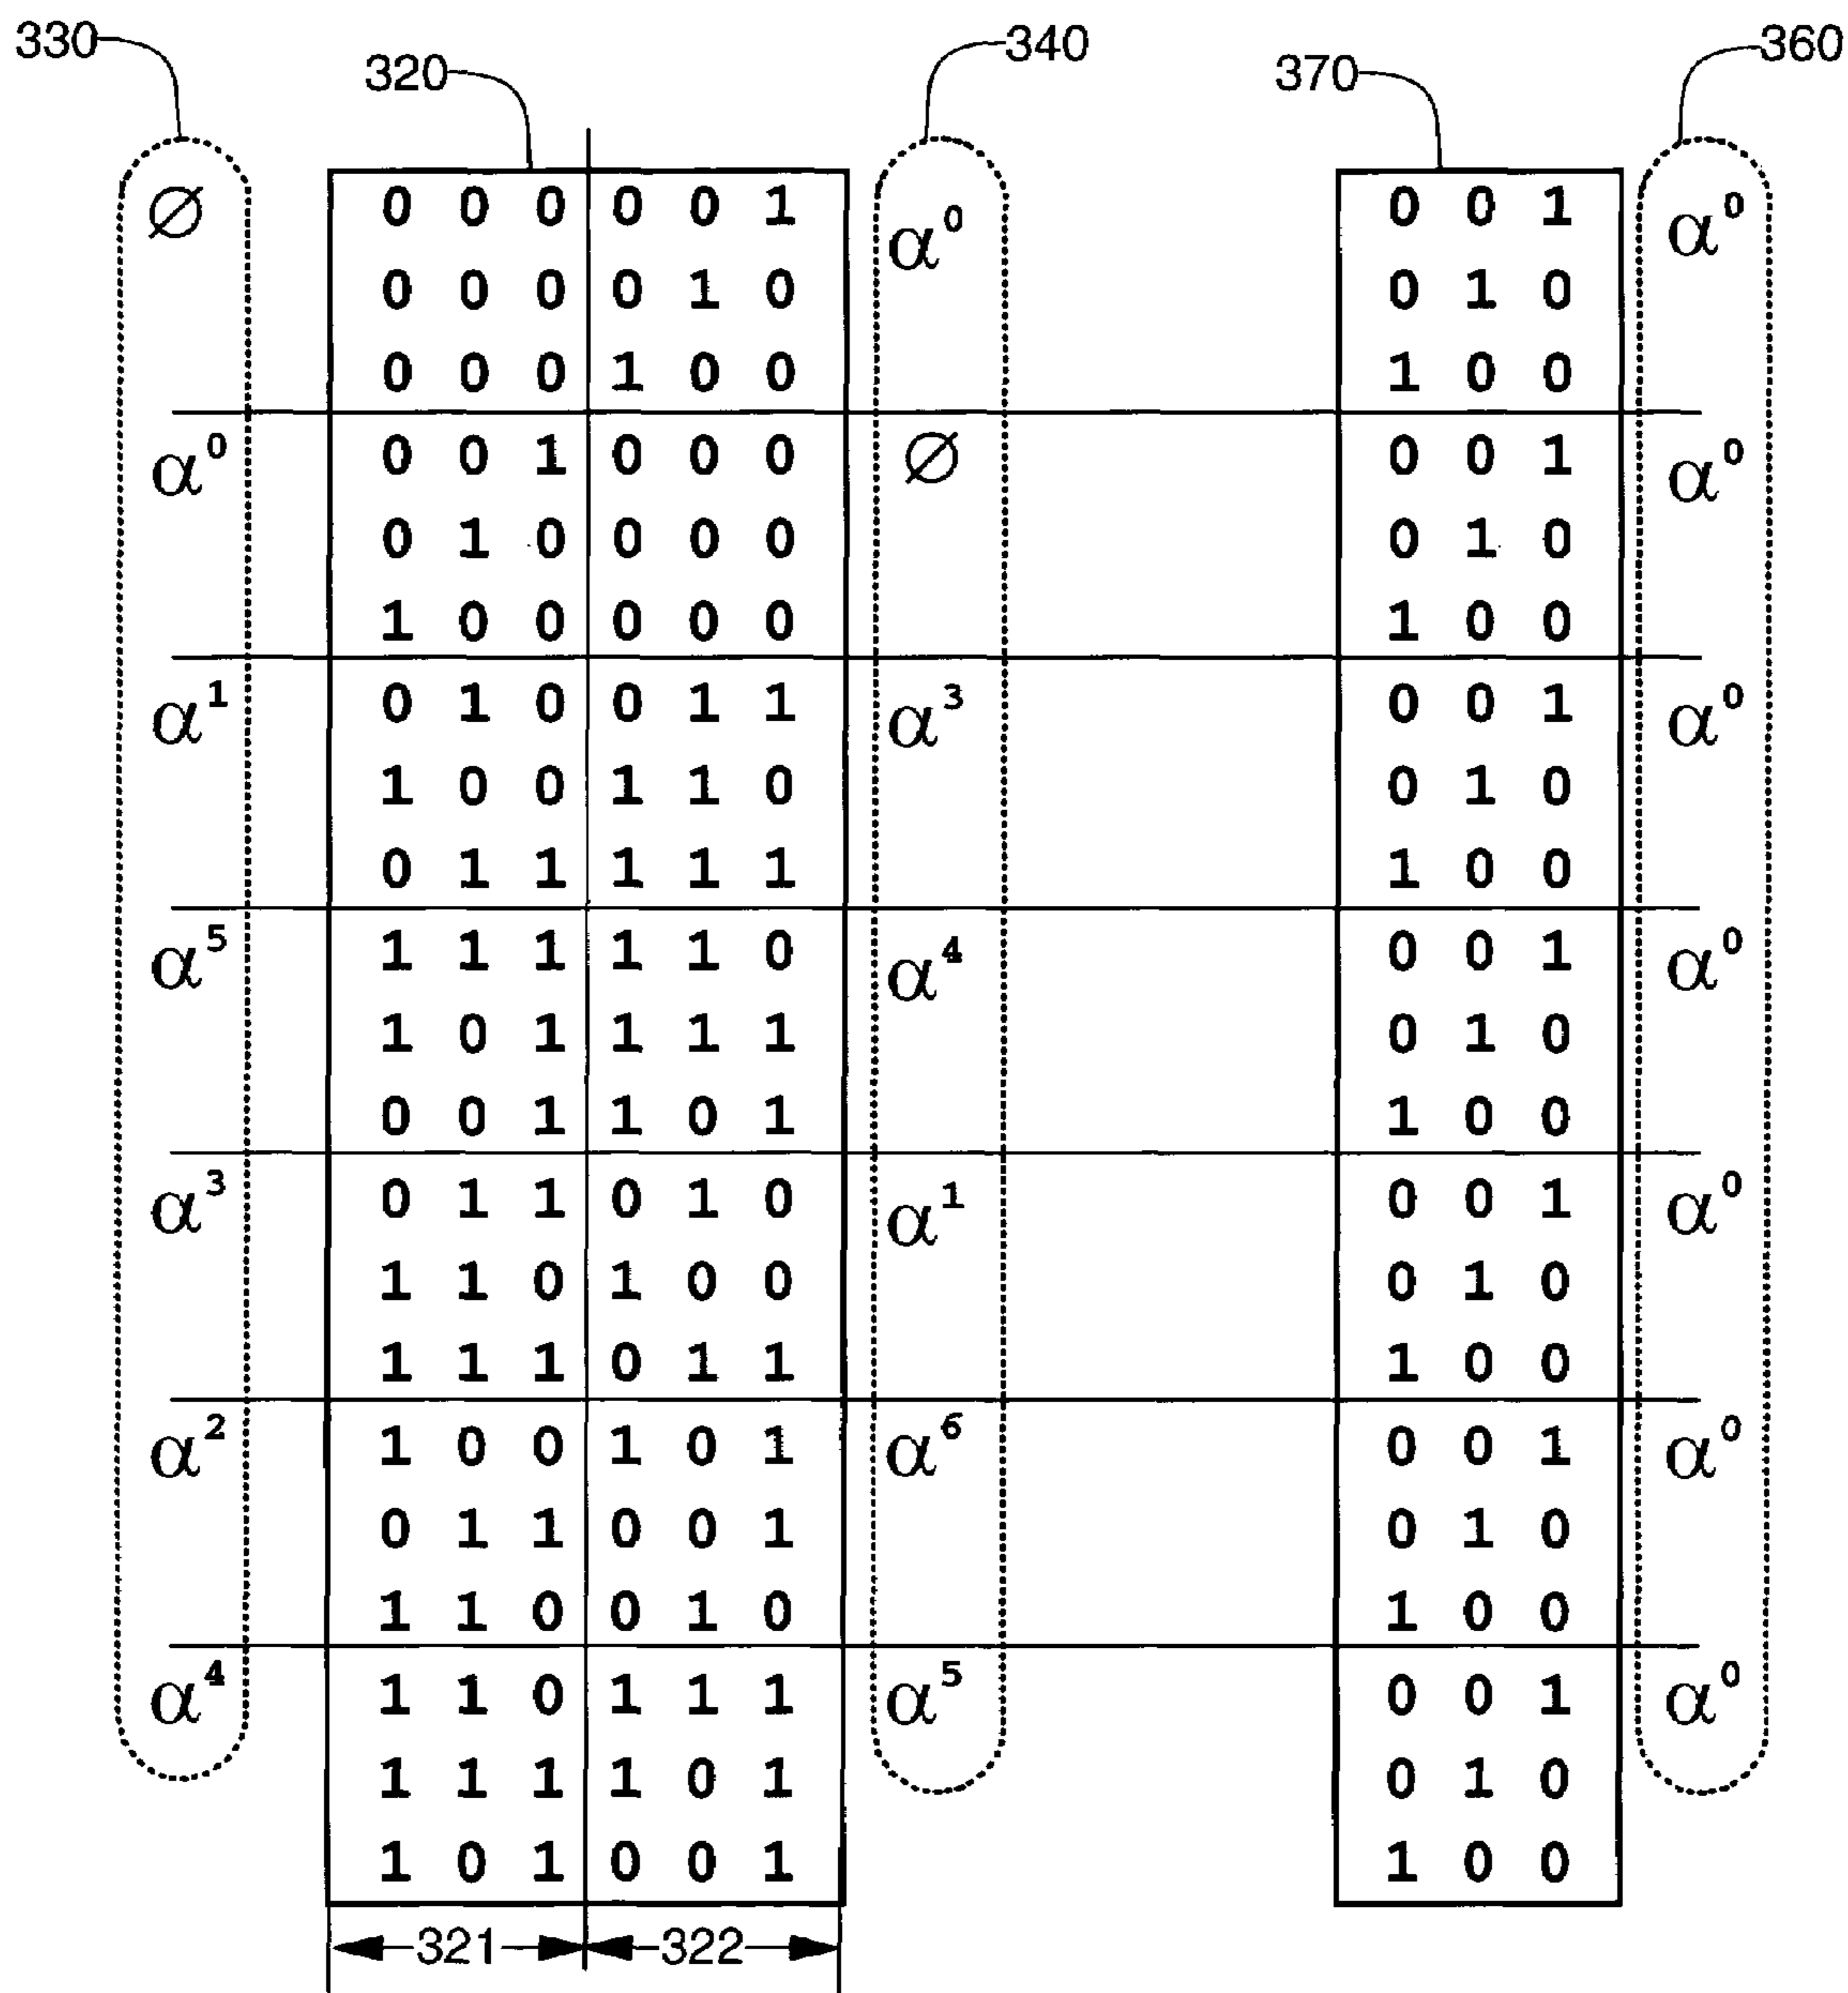 330 340 360
320 370
∅ 0 0 0 0 0 1 α⁰ 0 0 1 α⁰
0 0 0 0 1 0 0 1 0
0 0 0 1 0 0 1 0 0
α⁰ 0 0 1 0 0 0 ∅ 0 0 1 α⁰
0 1 0 0 0 0 0 1 0
1 0 0 0 0 0 1 0 0
α¹ 0 1 0 0 1 1 α³ 0 0 1 α⁰
1 0 0 1 1 0 0 1 0
0 1 1 1 1 1 1 0 0
α⁵ 1 1 1 1 1 0 α⁴ 0 0 1 α⁰
1 0 1 1 1 1 0 1 0
0 0 1 1 0 1 1 0 0
α³ 0 1 1 0 1 0 α¹ 0 0 1 α⁰
1 1 0 1 0 0 0 1 0
1 1 1 0 1 1 1 0 0
α² 1 0 0 1 0 1 α⁶ 0 0 1 α⁰
0 1 1 0 0 1 0 1 0
1 1 0 0 1 0 1 0 0
α⁴ 1 1 0 1 1 1 α⁵ 0 0 1 α⁰
1 1 1 1 0 1 0 1 0
1 0 1 0 0 1 1 0 0
321 322